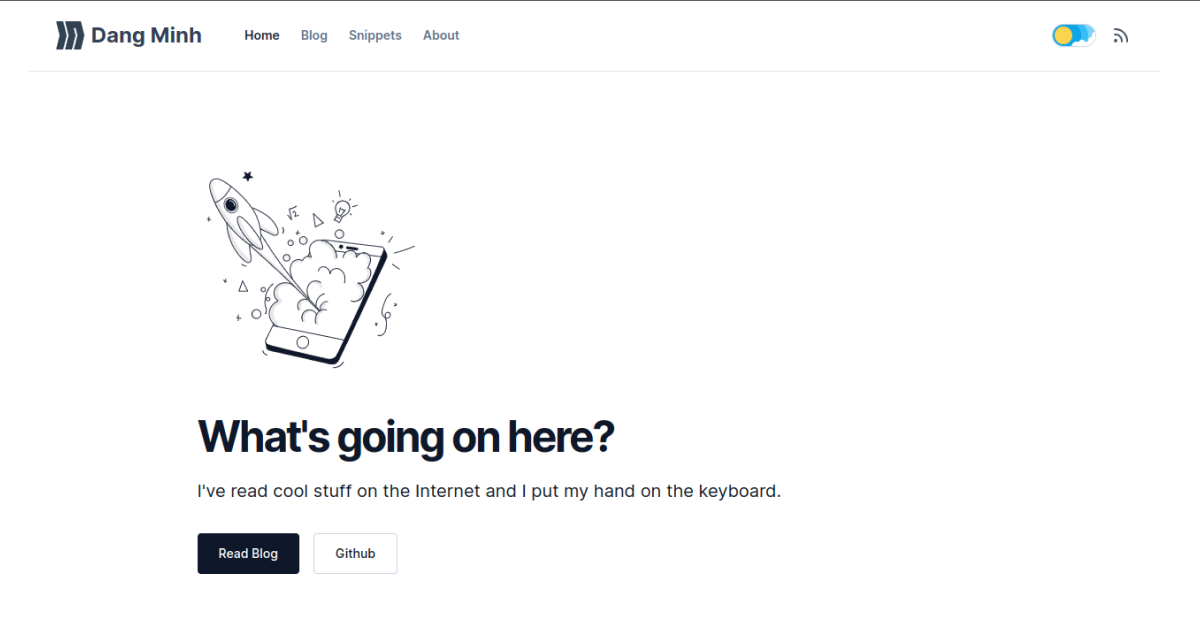 Dang Minh
Home Blog Snippets About
√2
What's going on here?
I've read cool stuff on the Internet and I put my hand on the keyboard.
Read Blog Github